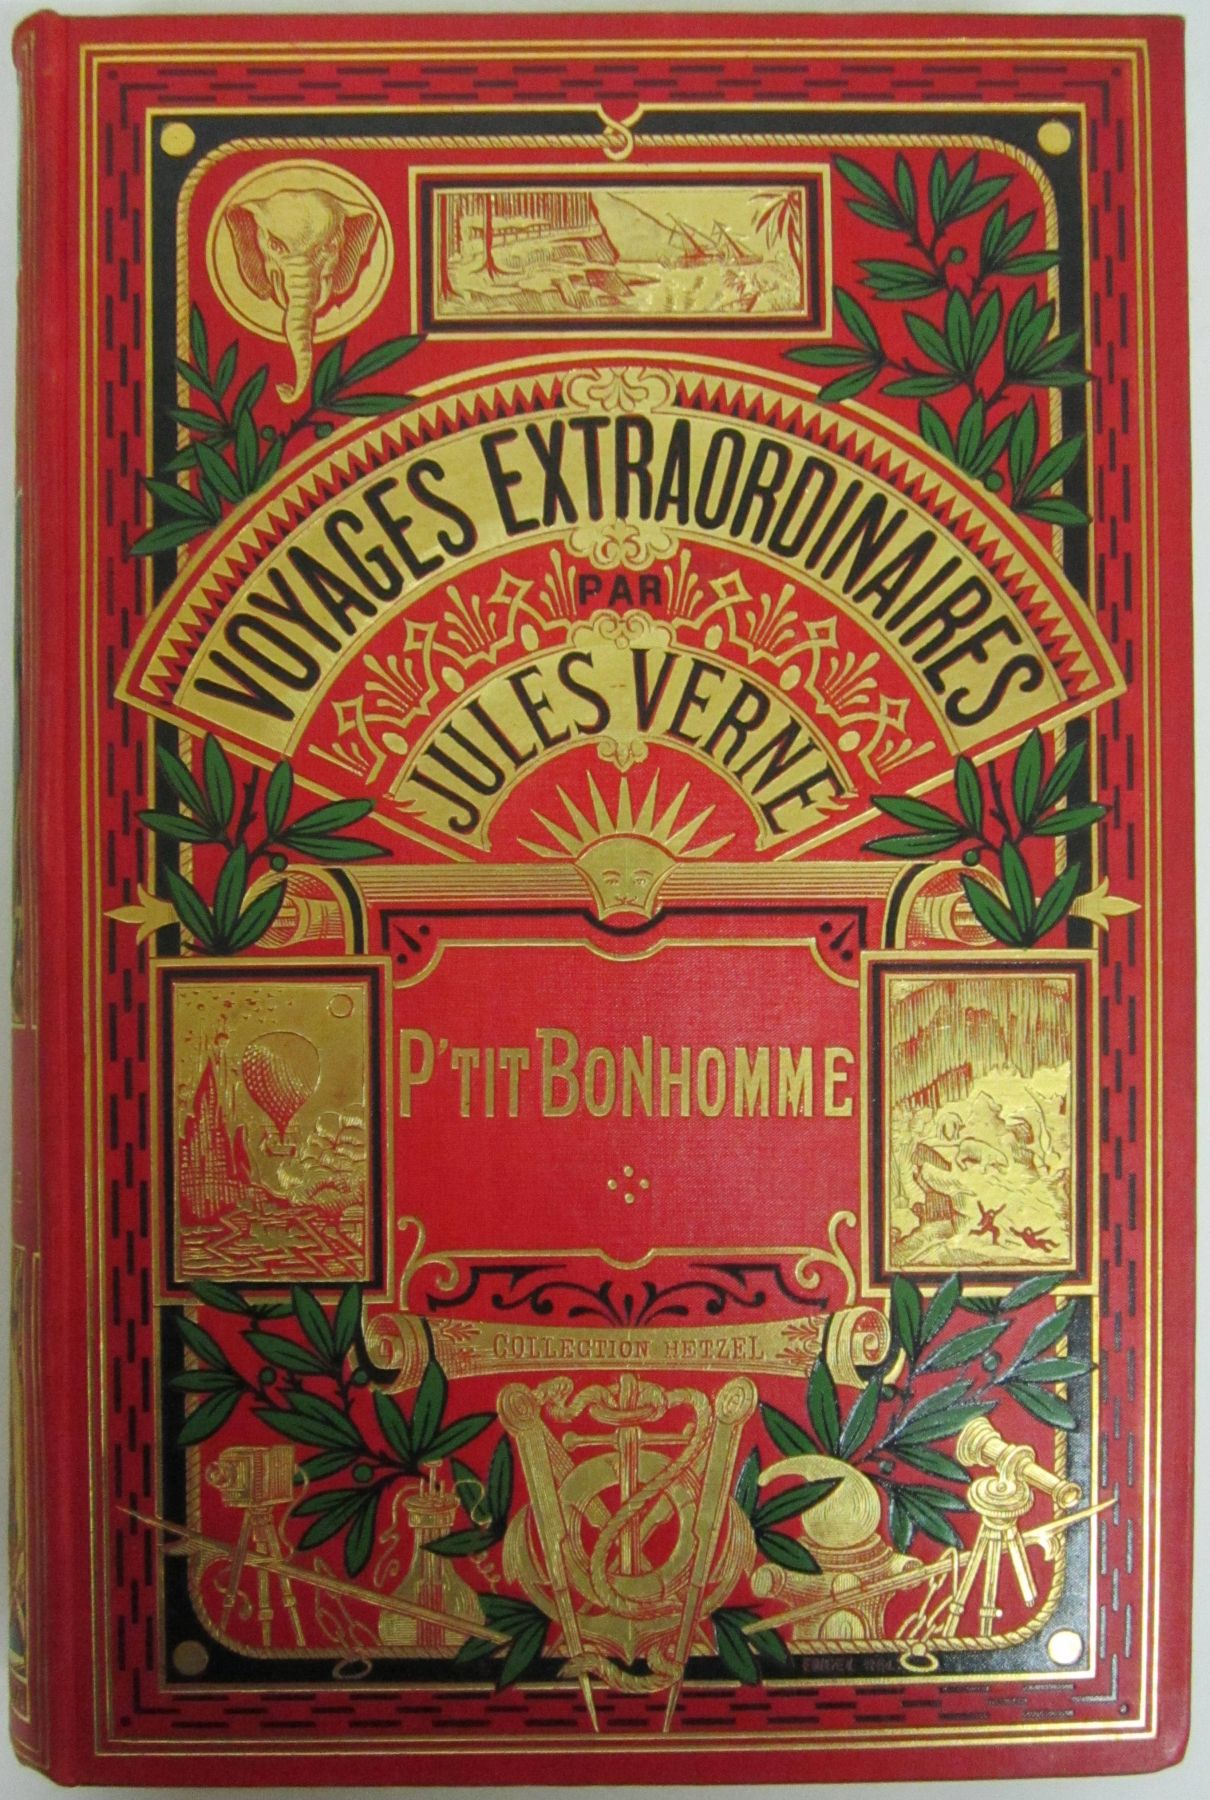 VOYAGES EXTRAORDINAIRES
PAR
JULES VERNE
P'TIT BONHOMME
COLLECTION HETZEL